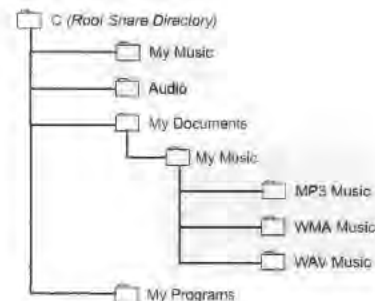 C (Root Share Directory)
My Music
Audio
My Documents
My Music
MP3 Music
WMA Music
WAV Music
My Programs